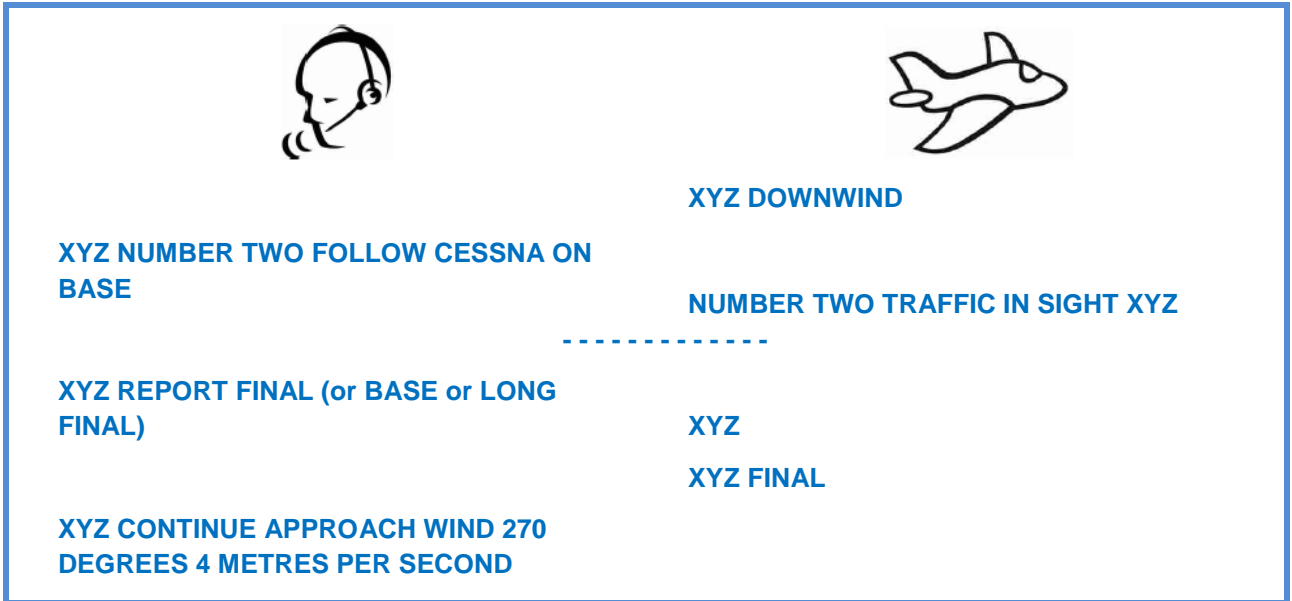 XYZ DOWNWIND
XYZ NUMBER TWO FOLLOW CESSNA ON
BASE
NUMBER TWO TRAFFIC IN SIGHT XYZ
- - - - - - - - - - - - -
XYZ REPORT FINAL (or BASE or LONG
FINAL)
XYZ
XYZ FINAL
XYZ CONTINUE APPROACH WIND 270
DEGREES 4 METRES PER SECOND